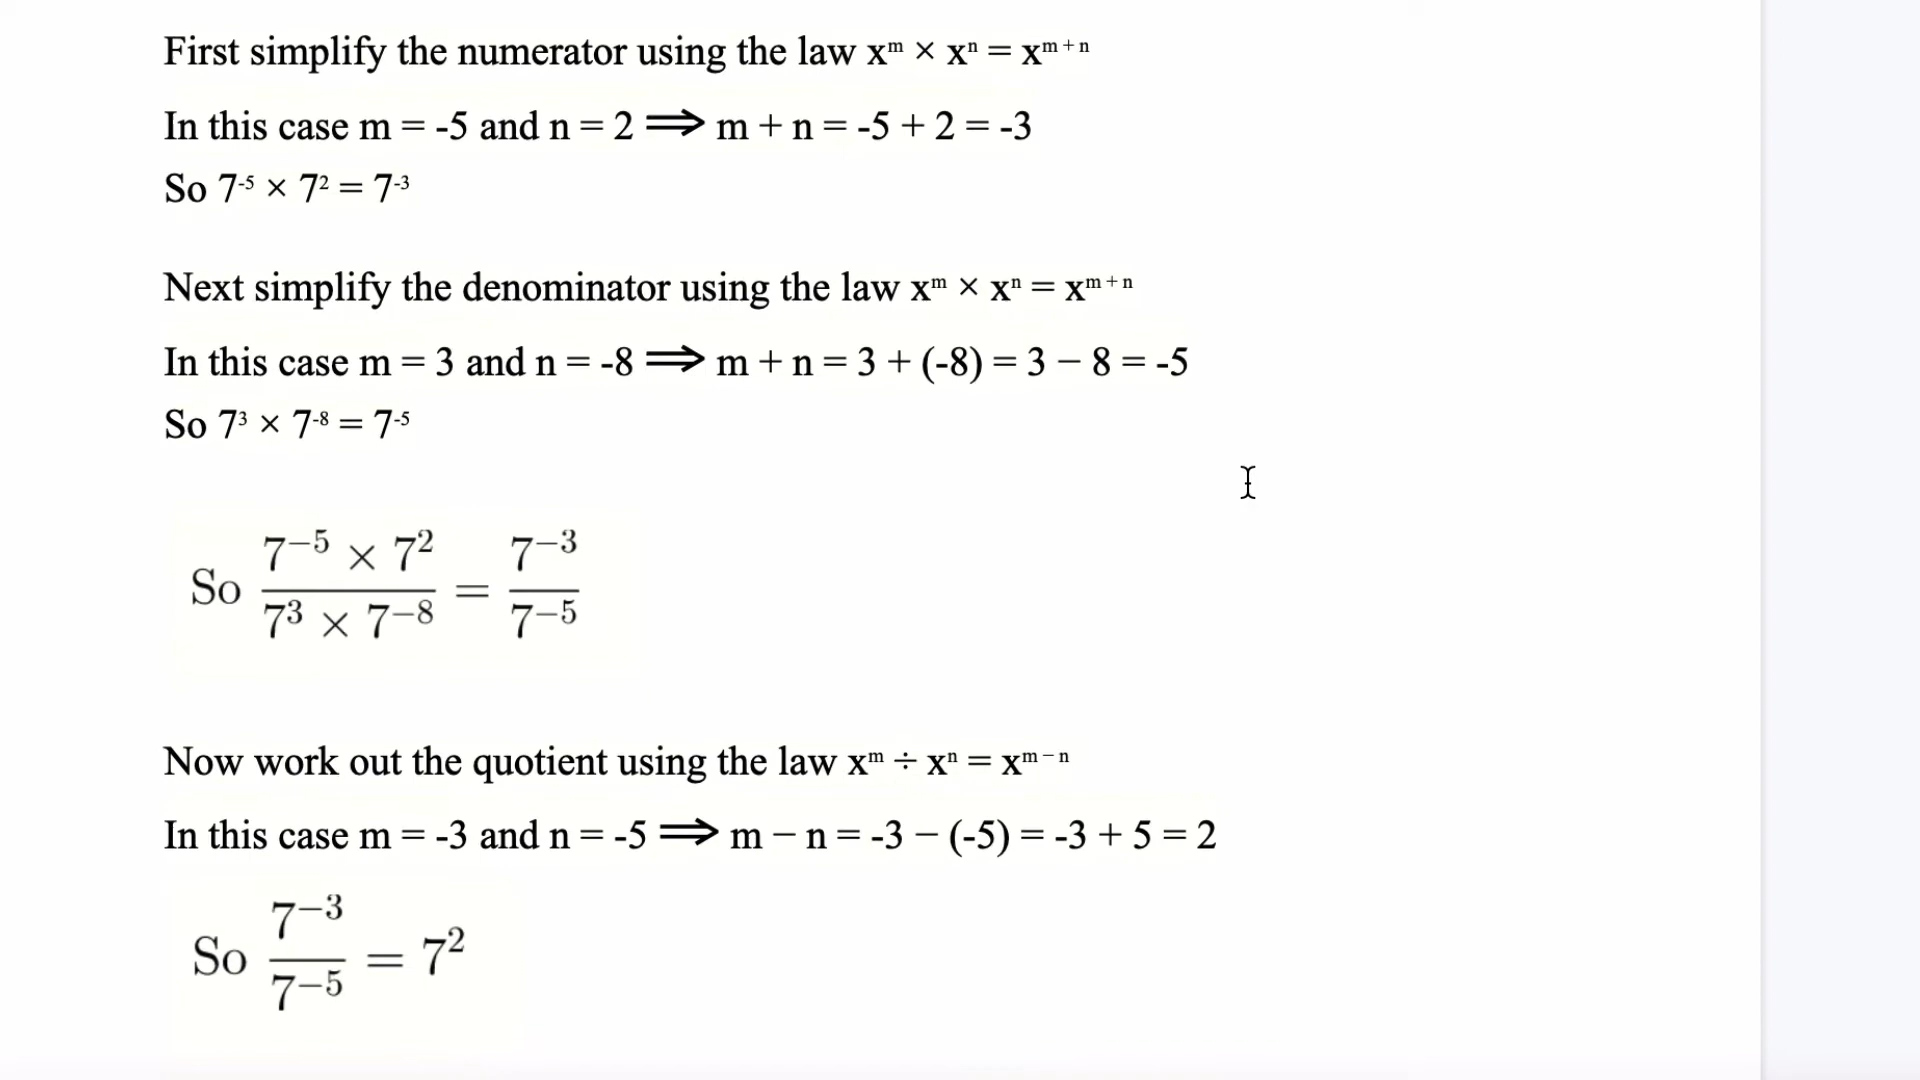 First simplify the numerator using the law xᵐ × xⁿ = xᵐ⁺ⁿ
In this case m = -5 and n = 2 ⟹ m + n = -5 + 2 = -3
So 7⁻⁵ × 7² = 7⁻³
Next simplify the denominator using the law xᵐ × xⁿ = xᵐ⁺ⁿ
In this case m = 3 and n = -8 ⟹ m + n = 3 + (-8) = 3 − 8 = -5
So 7³ × 7⁻⁸ = 7⁻⁵
So (7⁻⁵ × 7²)/(7³ × 7⁻⁸) = 7⁻³/7⁻⁵
Now work out the quotient using the law xᵐ ÷ xⁿ = xᵐ⁻ⁿ
In this case m = -3 and n = -5 ⟹ m − n = -3 − (-5) = -3 + 5 = 2
So 7⁻³/7⁻⁵ = 7²